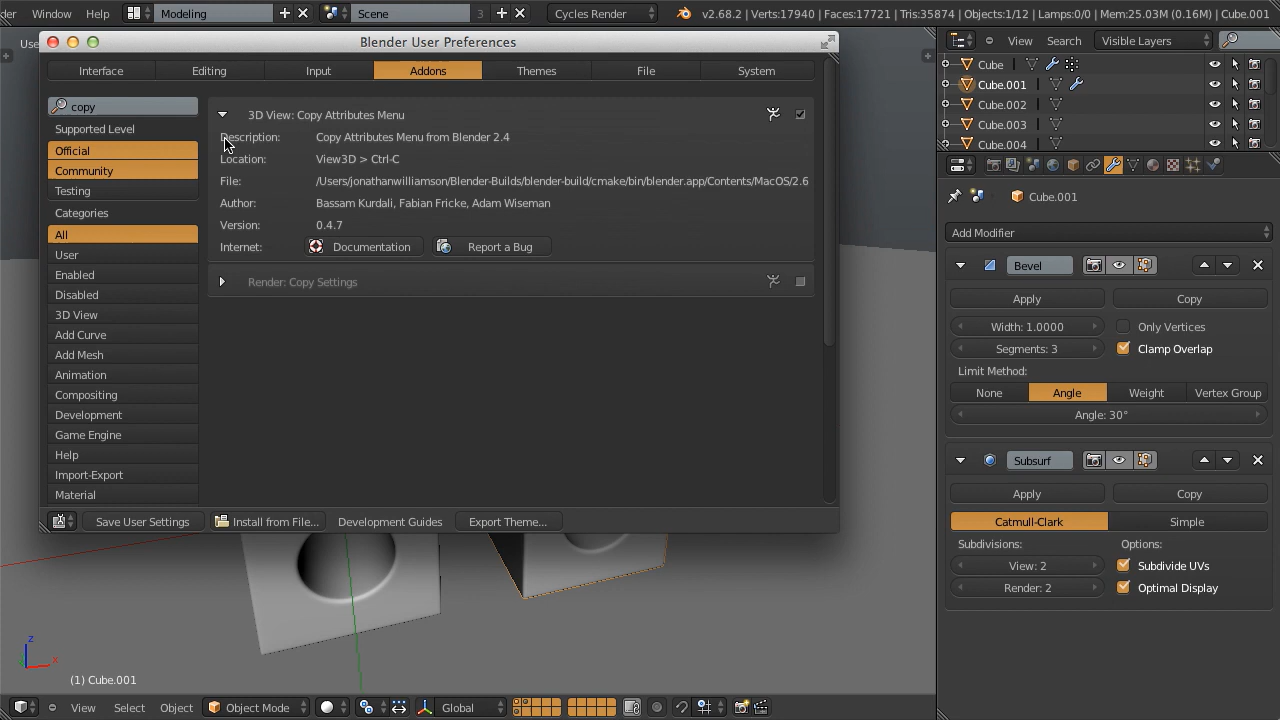 der Window Help Modeling Scene 3 Cycles Render v2.68.2 | Verts:17940 | Faces:17721 | Tris:35874 | Objects:1/12 | Lamps:0/0 | Mem:25.03M (0.16M) | Cube.001
Blender User Preferences
Interface Editing Input Addons Themes File System
copy
Supported Level
Official
Community
Testing
Categories
All
User
Enabled
Disabled
3D View
Add Curve
Add Mesh
Animation
Compositing
Development
Game Engine
Help
Import-Export
Material
3D View: Copy Attributes Menu
Description: Copy Attributes Menu from Blender 2.4
Location: View3D > Ctrl-C
File: /Users/jonathanwilliamson/Blender-Builds/blender-build/cmake/bin/blender.app/Contents/MacOS/2.6
Author: Bassam Kurdali, Fabian Fricke, Adam Wiseman
Version: 0.4.7
Internet: Documentation Report a Bug
Render: Copy Settings
Save User Settings Install from File... Development Guides Export Theme...
Use
View Search Visible Layers
Cube
Cube.001
Cube.002
Cube.003
Cube.004
Cube.001
Add Modifier
Bevel
Apply Copy
Width: 1.0000 Only Vertices
Segments: 3 Clamp Overlap
Limit Method:
None Angle Weight Vertex Group
Angle: 30°
Subsurf
Apply Copy
Catmull-Clark Simple
Subdivisions: Options:
View: 2 Subdivide UVs
Render: 2 Optimal Display
z
x
(1) Cube.001
View Select Object Object Mode Global